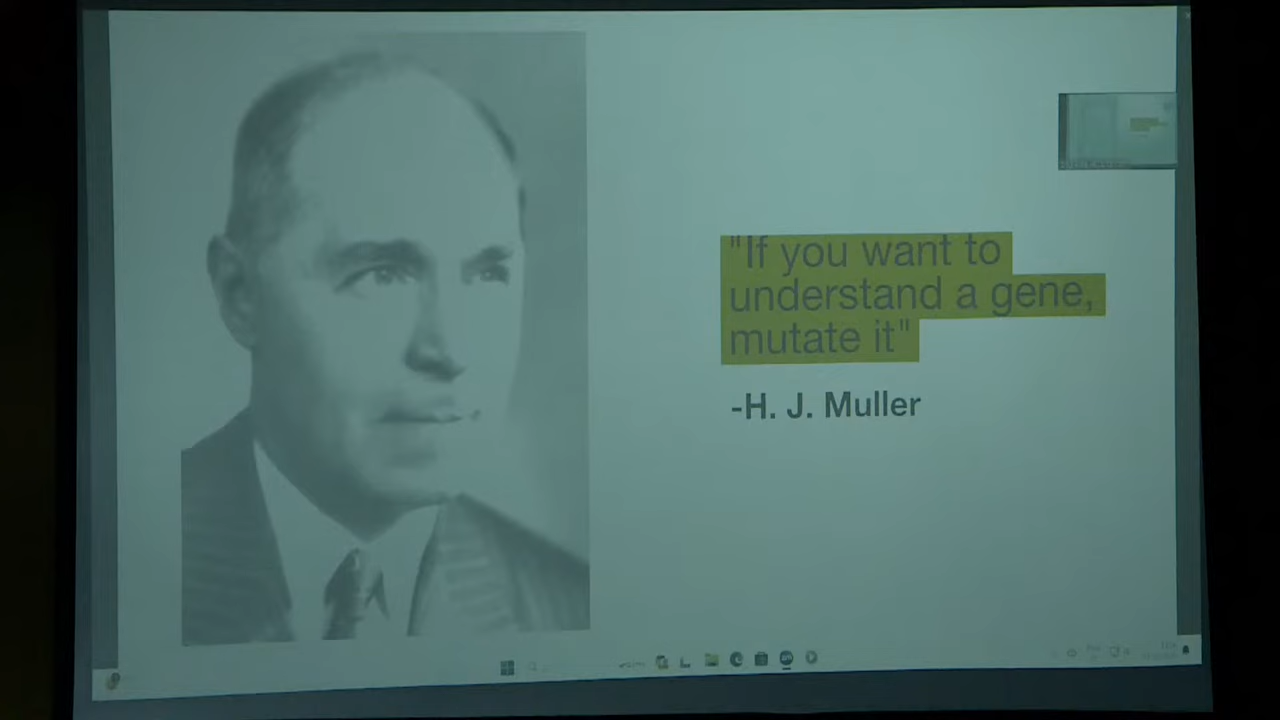 "If you want to
understand a gene,
mutate it"
-H. J. Muller